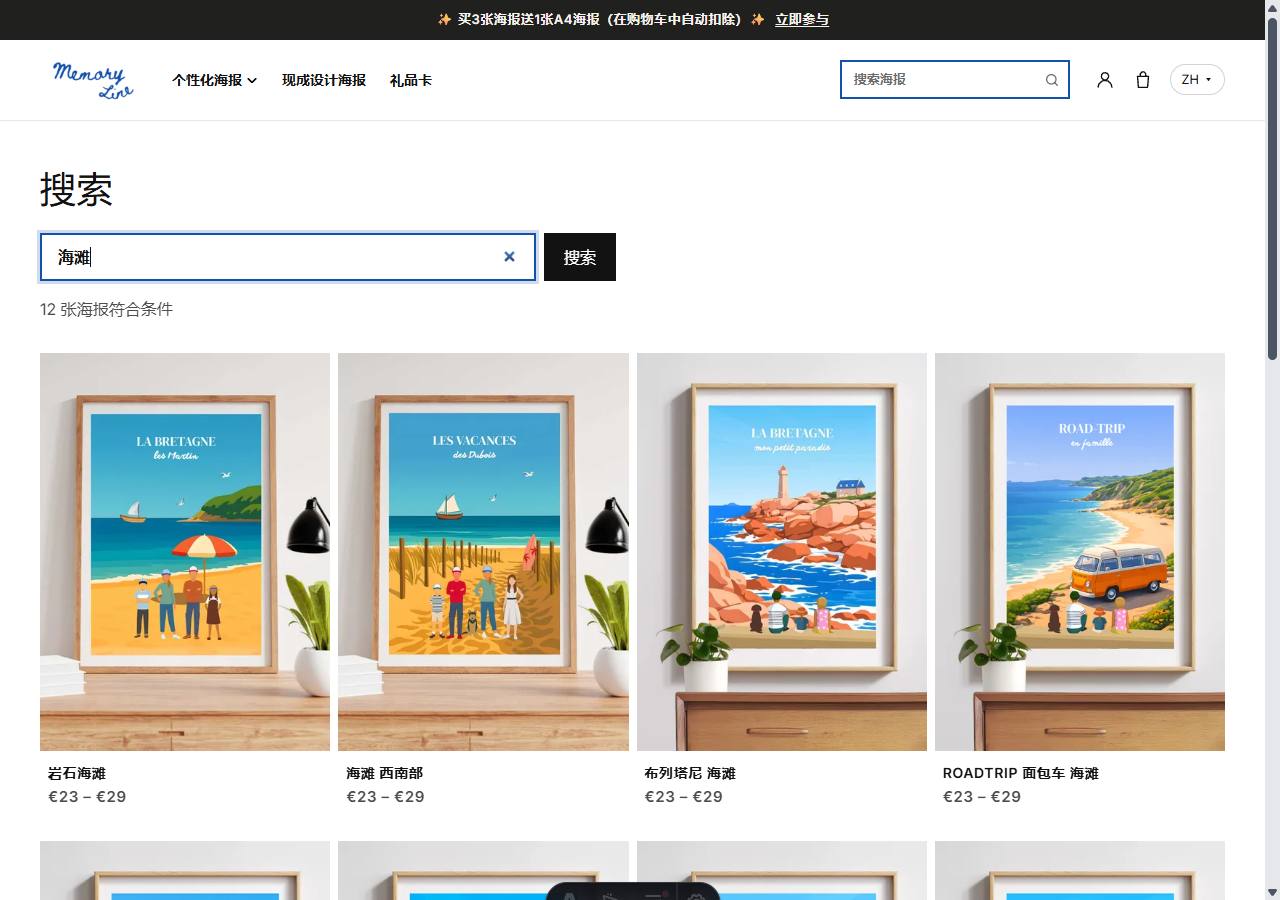 ✨ 买3张海报送1张A4海报（在购物车中自动扣除） ✨ 立即参与
Memory Line
个性化海报
现成设计海报
礼品卡
搜索海报
ZH
搜索
海滩
搜索
12 张海报符合条件
LA BRETAGNE
les Martin
LES VACANCES
des Dubois
LA BRETAGNE
mon petit paradis
ROAD-TRIP
en famille
岩石海滩
€23 – €29
海滩 西南部
€23 – €29
布列塔尼 海滩
€23 – €29
ROADTRIP 面包车 海滩
€23 – €29